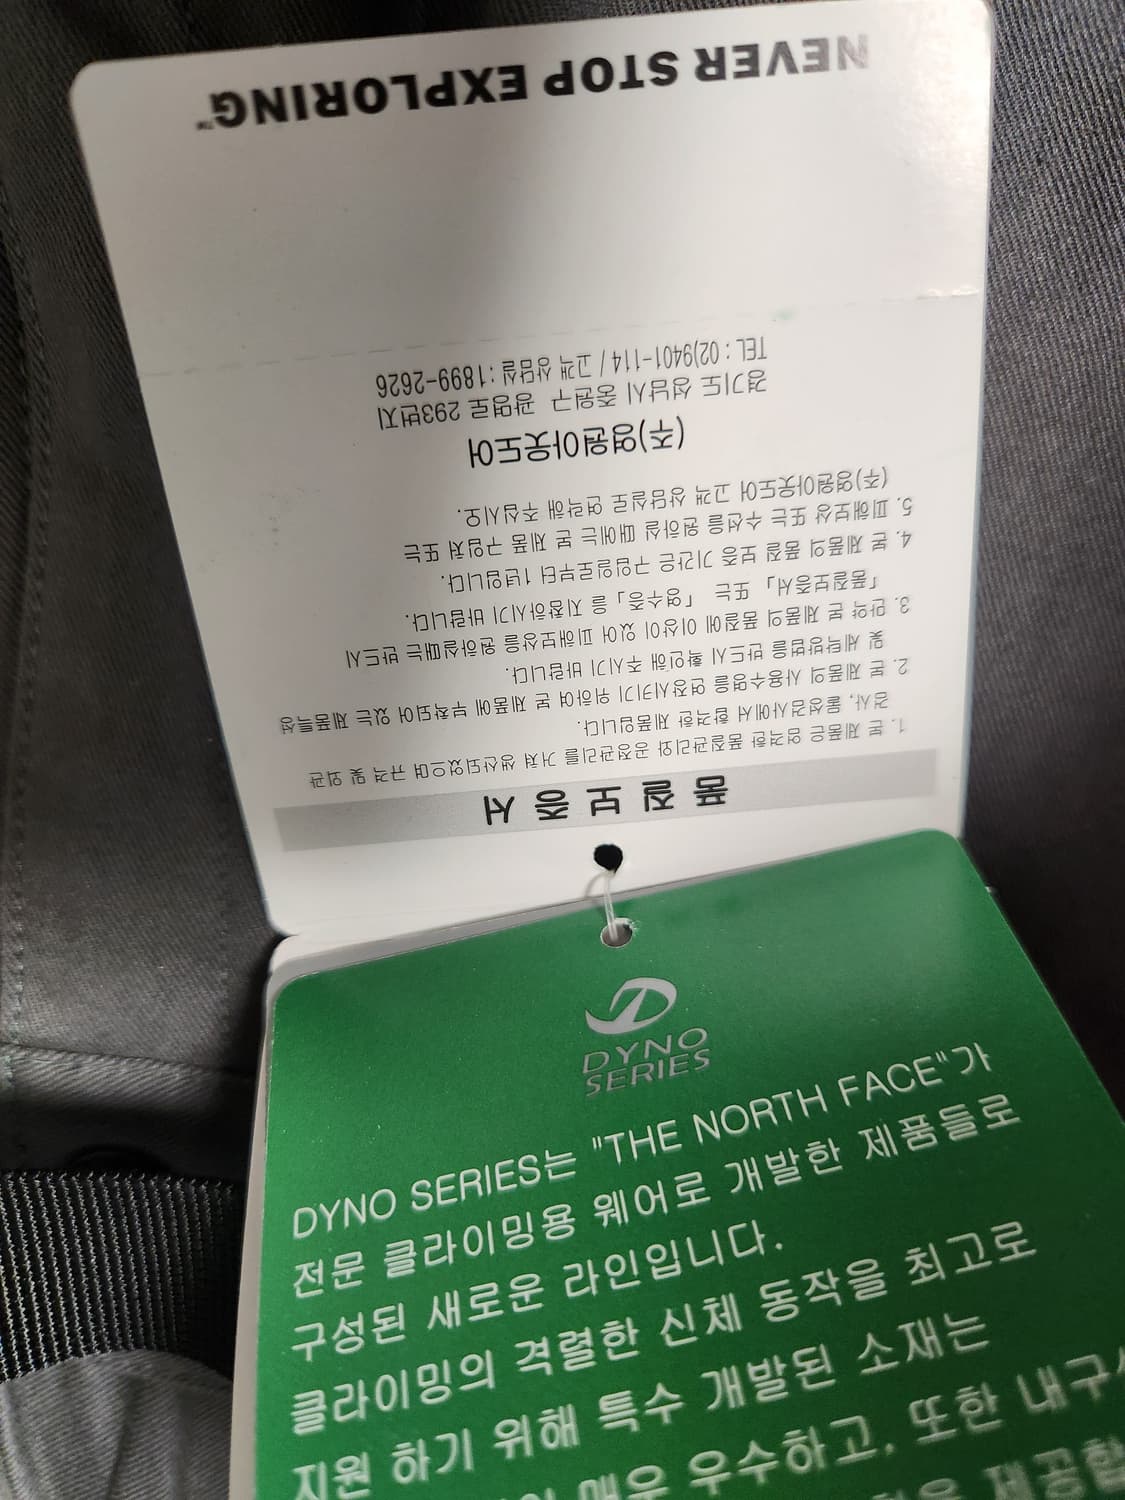 NEVER STOP EXPLORING™
품질보증서
1. 본 제품은 엄격한 품질관리와 공정관리를 거쳐 생산되었으며 규격 및 외관
검사, 물성검사에서 합격한 제품입니다.
2. 본 제품의 사용수명을 연장시키기 위하여 본 제품에 부착되어 있는 제품특성
및 세탁방법을 반드시 확인해 주시기 바랍니다.
3. 만약 본 제품의 품질에 이상이 있어 피해보상을 원하실때는 반드시
「품질보증서」 또는 「영수증」을 지참하시기 바랍니다.
4. 본 제품의 품질 보증 기간은 구입일로부터 1년입니다.
5. 피해보상 또는 수선을 원하실 때에는 본 제품 구입처 또는
(주)영원아웃도어 고객 상담실로 연락해 주십시오.
(주)영원아웃도어
경기도 성남시 중원구 광명로 293번지
TEL : 02)9401-114 / 고객 상담실 : 1899-2626
DYNO
SERIES
DYNO SERIES는 "THE NORTH FACE"가
전문 클라이밍용 웨어로 개발한 제품들로
구성된 새로운 라인입니다.
클라이밍의 격렬한 신체 동작을 최고로
지원 하기 위해 특수 개발된 소재는
매우 우수하고, 또한 내구